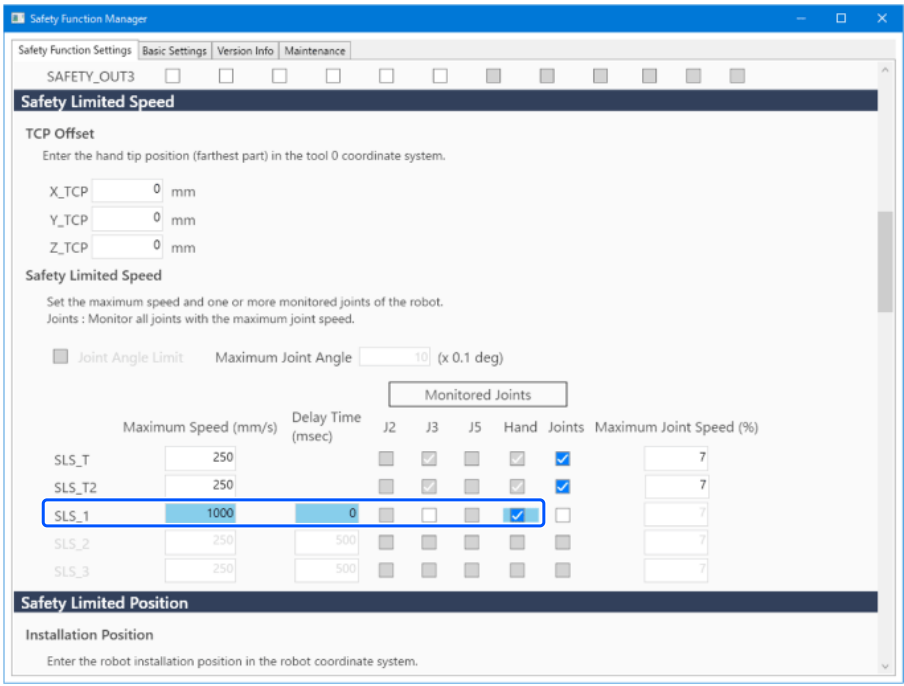 Safety Function Manager
Safety Function Settings Basic Settings Version Info Maintenance
SAFETY_OUT3
Safety Limited Speed
TCP Offset
Enter the hand tip position (farthest part) in the tool 0 coordinate system.
X_TCP 0 mm
Y_TCP 0 mm
Z_TCP 0 mm
Safety Limited Speed
Set the maximum speed and one or more monitored joints of the robot.
Joints : Monitor all joints with the maximum joint speed.
Joint Angle Limit Maximum Joint Angle 10 (x 0.1 deg)
Monitored Joints
Maximum Speed (mm/s) Delay Time (msec) J2 J3 J5 Hand Joints Maximum Joint Speed (%)
SLS_T 250 7
SLS_T2 250 7
SLS_1 1000 0 7
SLS_2 250 500 7
SLS_3 250 500 7
Safety Limited Position
Installation Position
Enter the robot installation position in the robot coordinate system.